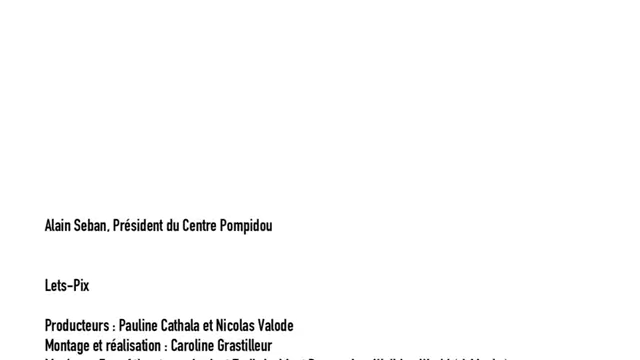 Alain Seban, Président du Centre Pompidou
Lets-Pix
Producteurs : Pauline Cathala et Nicolas Valode
Montage et réalisation : Caroline Grastilleur